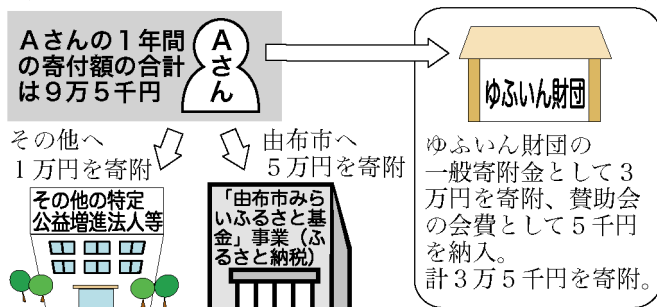 Aさんの1年間
の寄付額の合計
は9万5千円
Aさん
その他へ
1万円を寄附
由布市へ
5万円を寄附
その他の特定
公益増進法人等
「由布市みら
いふるさと基
金」事業（ふ
るさと納税）
ゆふいん財団
ゆふいん財団の
一般寄附金として3
万円を寄附、賛助会
の会費として5千円
を納入。
計3万5千円を寄附。